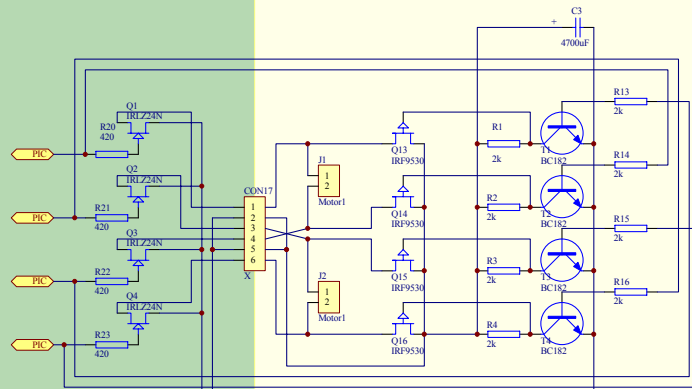 C3
+
4700uF
R13
2k
Q1
IRLZ24N
R20
420
PIC
R1
2k
T1
BC182
Q13
IRF9530
J1
1
2
Motor1
R14
2k
Q2
IRLZ24N
R21
420
PIC
CON17
1
2
3
4
5
6
X
Q14
IRF9530
R2
2k
T2
BC182
R15
2k
Q3
IRLZ24N
R22
420
PIC
Q15
IRF9530
R3
2k
T3
BC182
R16
2k
J2
1
2
Motor1
Q4
IRLZ24N
R23
420
PIC
Q16
IRF9530
R4
2k
T4
BC182